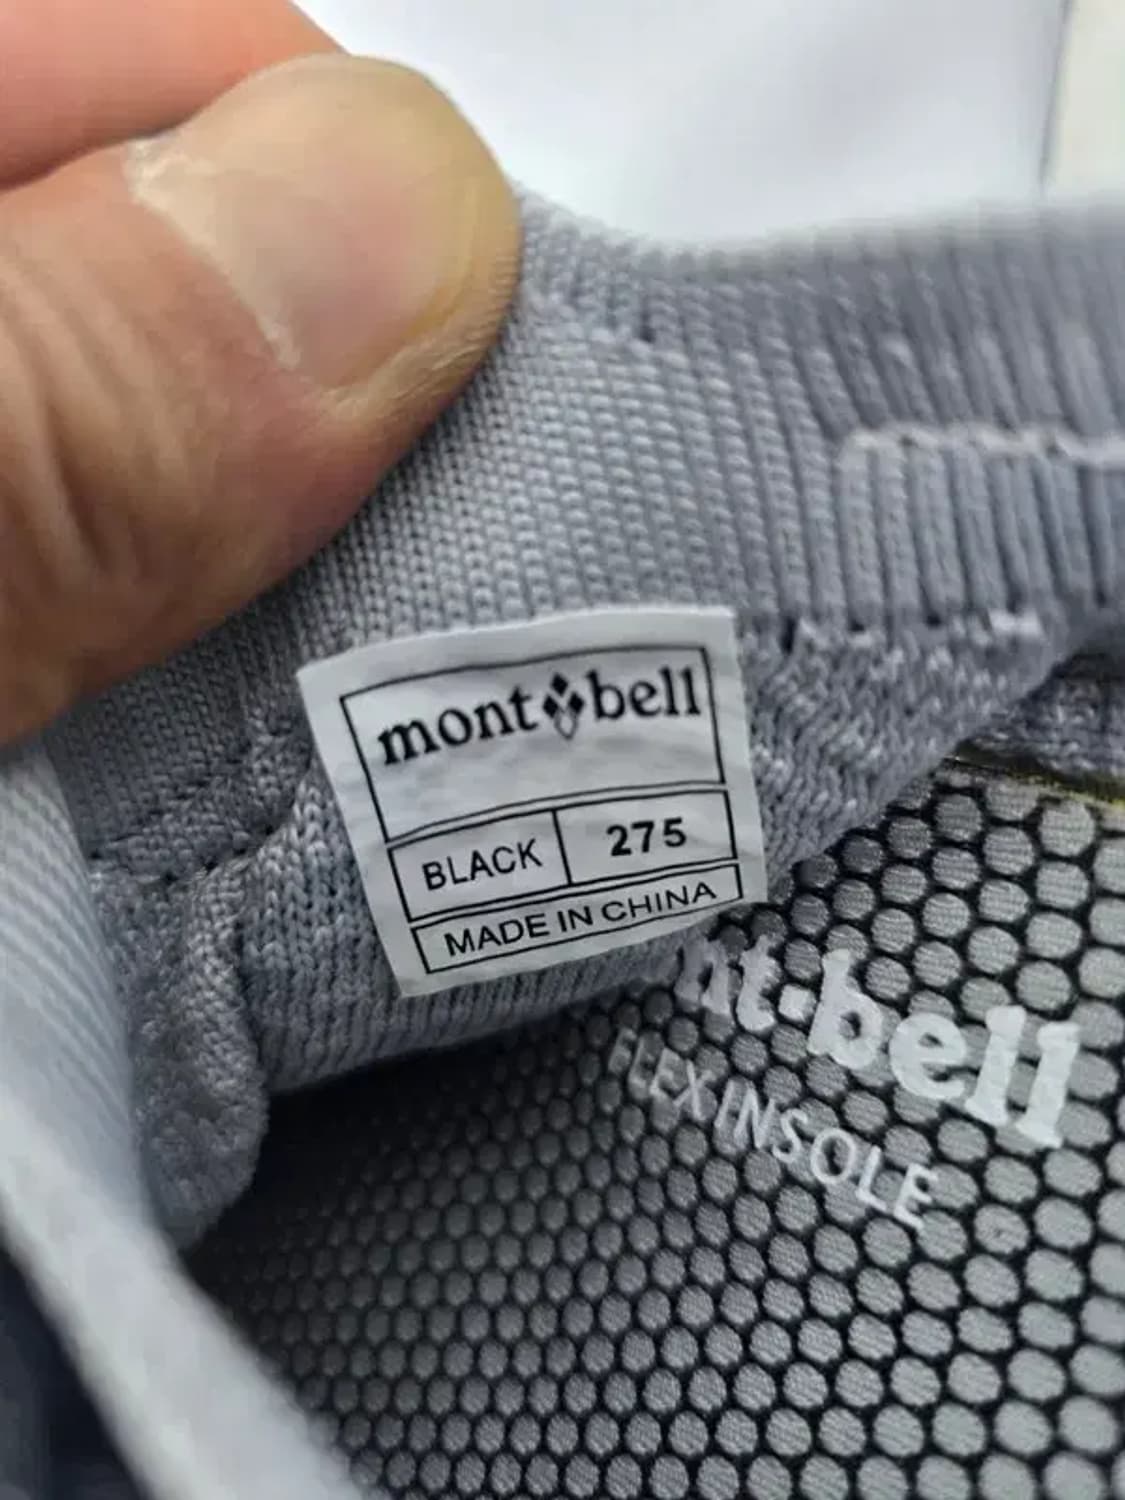 mont bell
BLACK 275
MADE IN CHINA
nt·bell
FLEX INSOLE